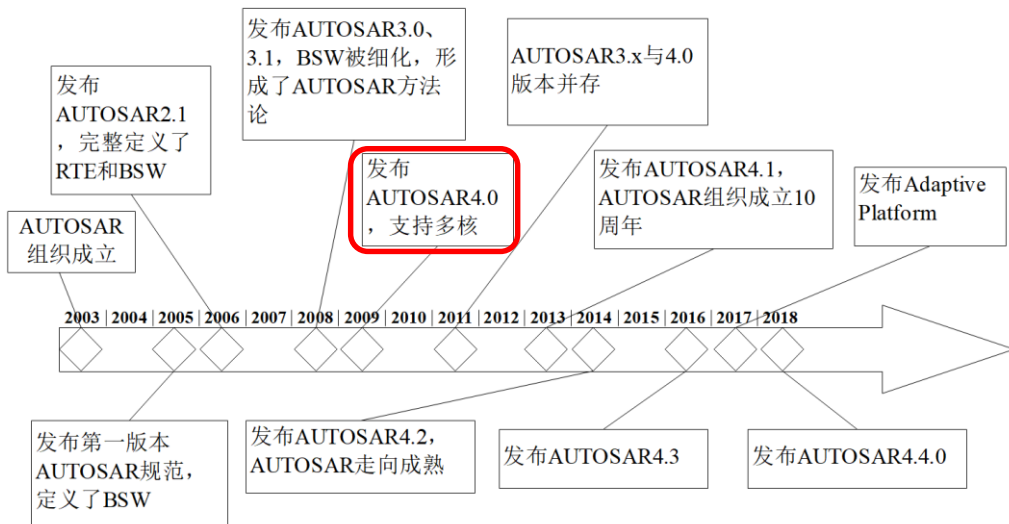 发布AUTOSAR3.0、
3.1，BSW被细化，形
成了AUTOSAR方法
论
AUTOSAR3.x与4.0
版本并存
发布
AUTOSAR2.1
，完整定义了
RTE和BSW
发布
AUTOSAR4.0
，支持多核
发布AUTOSAR4.1，
AUTOSAR组织成立10
周年
发布Adaptive
Platform
AUTOSAR
组织成立
2003 | 2004 | 2005 | 2006 | 2007 | 2008 | 2009 | 2010 | 2011 | 2012 | 2013 | 2014 | 2015 | 2016 | 2017 | 2018
发布第一版本
AUTOSAR规范，
定义了BSW
发布AUTOSAR4.2，
AUTOSAR走向成熟
发布AUTOSAR4.3
发布AUTOSAR4.4.0